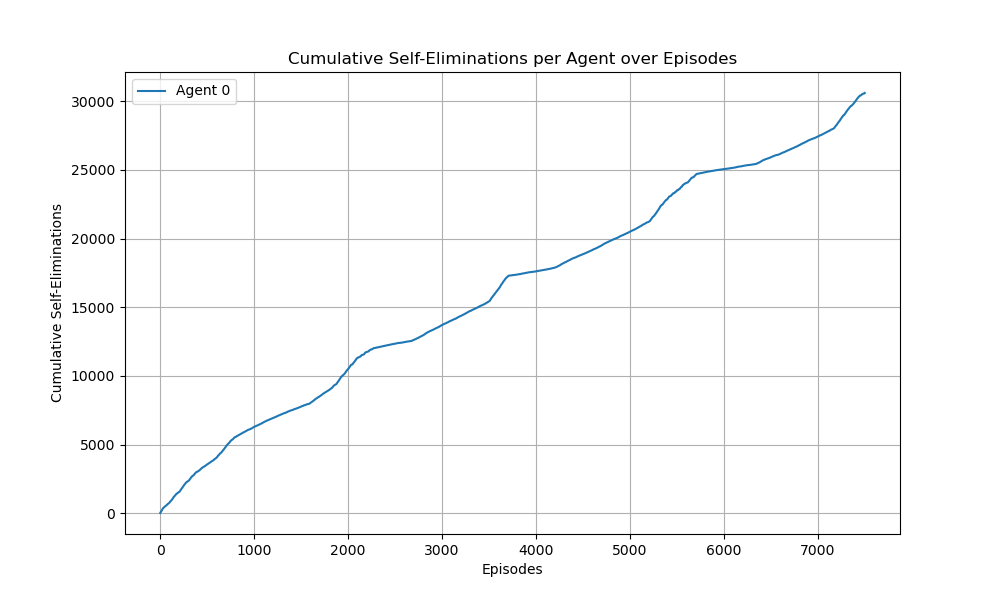 Cumulative Self-Eliminations per Agent over Episodes
Agent 0
Cumulative Self-Eliminations
30000
25000
20000
15000
10000
5000
0
0 1000 2000 3000 4000 5000 6000 7000
Episodes